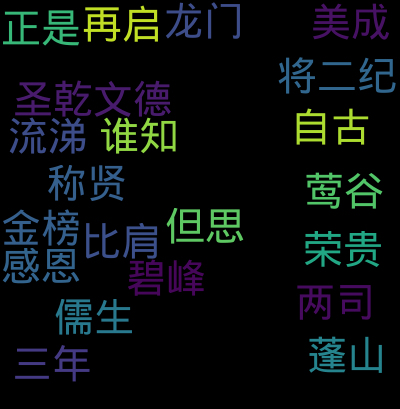 正是 再启 龙门 美成
将二纪
圣乾文德
流涕 谁知 自古
称贤 莺谷
金榜 比肩 但思
感恩 碧峰 荣贵
儒生 两司
三年 蓬山